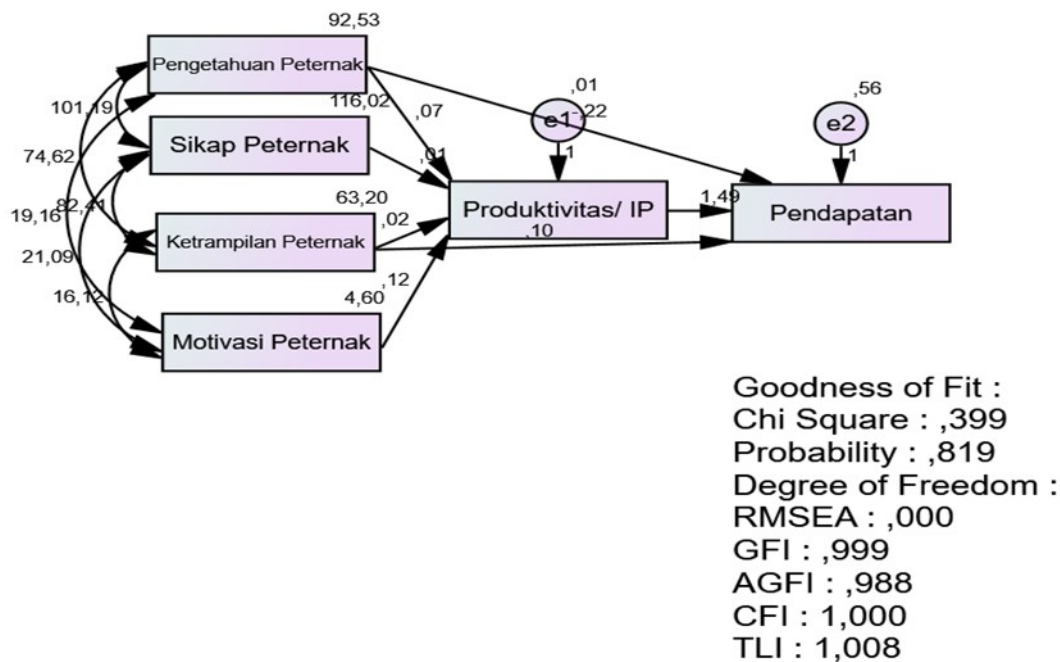 92,53
Pengetahuan Peternak
,01
,56
101,19
116,02
,07
e1
-,22
e2
Sikap Peternak
,01
1
1
74,62
63,20
Produktivitas/ IP
1,49
Pendapatan
19,16
82,41
Ketrampilan Peternak
,02
,10
21,09
,12
16,12
4,60
Motivasi Peternak
Goodness of Fit :
Chi Square : ,399
Probability : ,819
Degree of Freedom :
RMSEA : ,000
GFI : ,999
AGFI : ,988
CFI : 1,000
TLI : 1,008